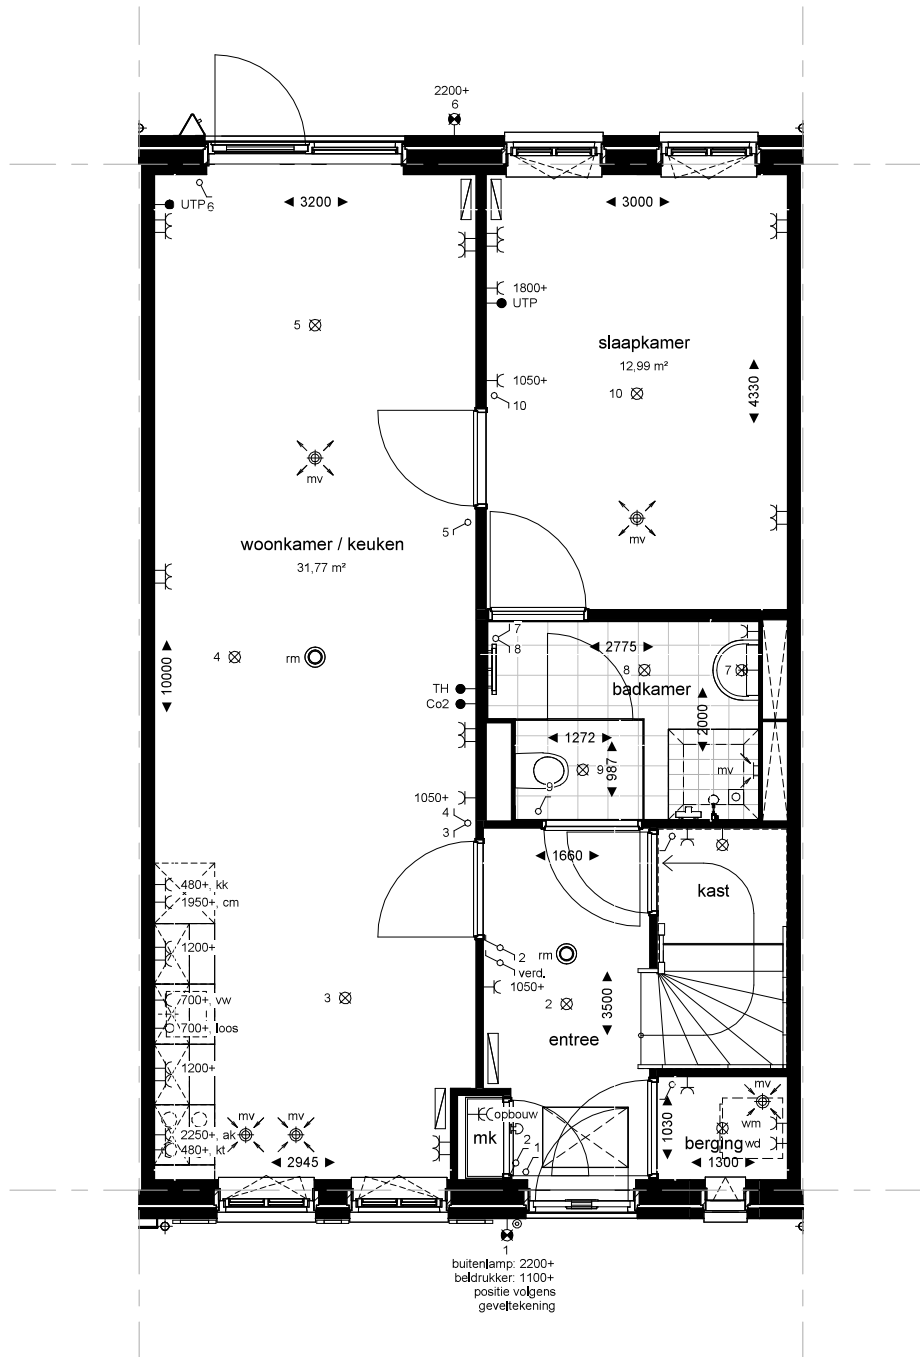 2200+
6
UTP
6
3200
3000
1800+
UTP
5
slaapkamer
12,99 m²
1050+
10
10
4330
mv
mv
5
woonkamer / keuken
31,77 m²
7
8
2775
4
rm
8
7
badkamer
10000
TH
Co2
2000
1272
987
9
mv
9
1050+
4
3
1660
kast
480+, kk
1950+, cm
1200+
2
rm
verd.
1050+
700+, vw
3
2
3500
700+, loos
entree
1200+
mv
opbouw
mv
mv
2250+, ak
480+, kt
mk
2
1
1030
berging
wm
wd
2945
1300
1
buitenlamp: 2200+
beldrukker: 1100+
positie volgens
geveltekening